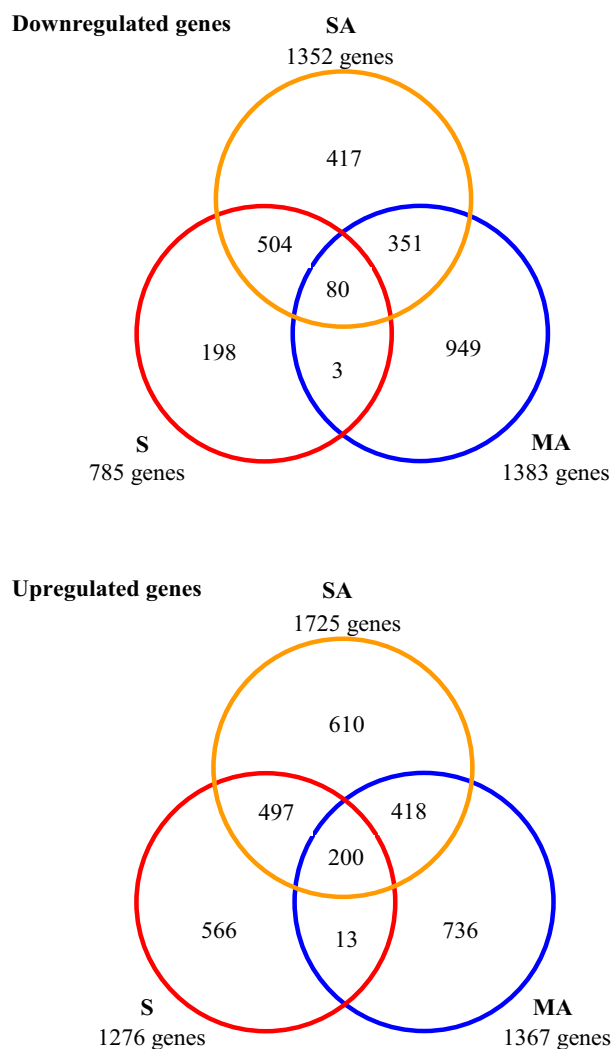 Downregulated genes
SA
1352 genes
417
504
351
80
198
3
949
S
785 genes
MA
1383 genes
Upregulated genes
SA
1725 genes
610
497
418
200
566
13
736
S
1276 genes
MA
1367 genes